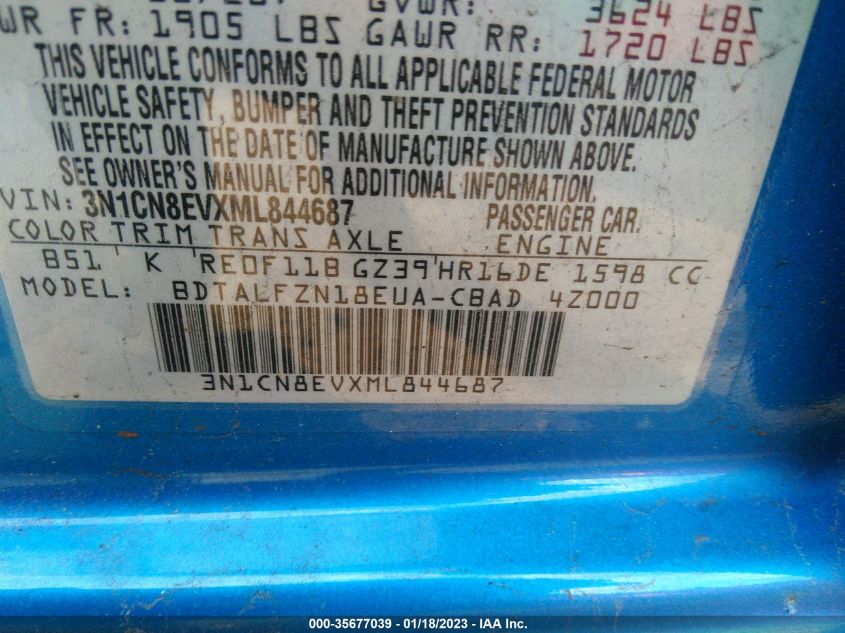 GVWR: 3624 LBS
WR FR: 1905 LBS GAWR RR: 1720 LBS
THIS VEHICLE CONFORMS TO ALL APPLICABLE FEDERAL MOTOR
VEHICLE SAFETY, BUMPER AND THEFT PREVENTION STANDARDS
IN EFFECT ON THE DATE OF MANUFACTURE SHOWN ABOVE.
SEE OWNER'S MANUAL FOR ADDITIONAL INFORMATION.
VIN: 3N1CN8EVXML844687 PASSENGER CAR.
COLOR TRIM TRANS AXLE ENGINE
B51 K RE0F11B GZ39 HR16DE 1598 CC
MODEL: BDTALFZN18EUA-CBAD 4Z000
3N1CN8EVXML844687
000-35677039 - 01/18/2023 - IAA Inc.